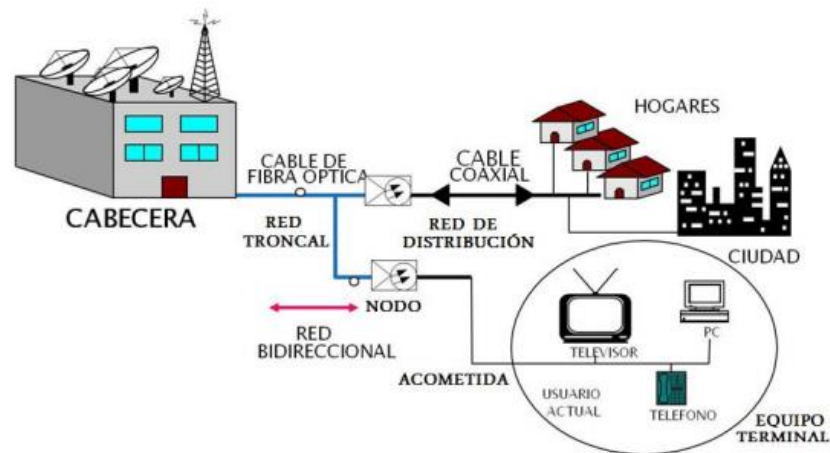 HOGARES
CABLE DE
FIBRA OPTICA
CABLE
COAXIAL
CABECERA
RED
TRONCAL
RED DE
DISTRIBUCIÓN
CIUDAD
NODO
RED
BIDIRECCIONAL
TELEVISOR
PC
ACOMETIDA
USUARIO
ACTUAL
TELEFONO
EQUIPO
TERMINAL